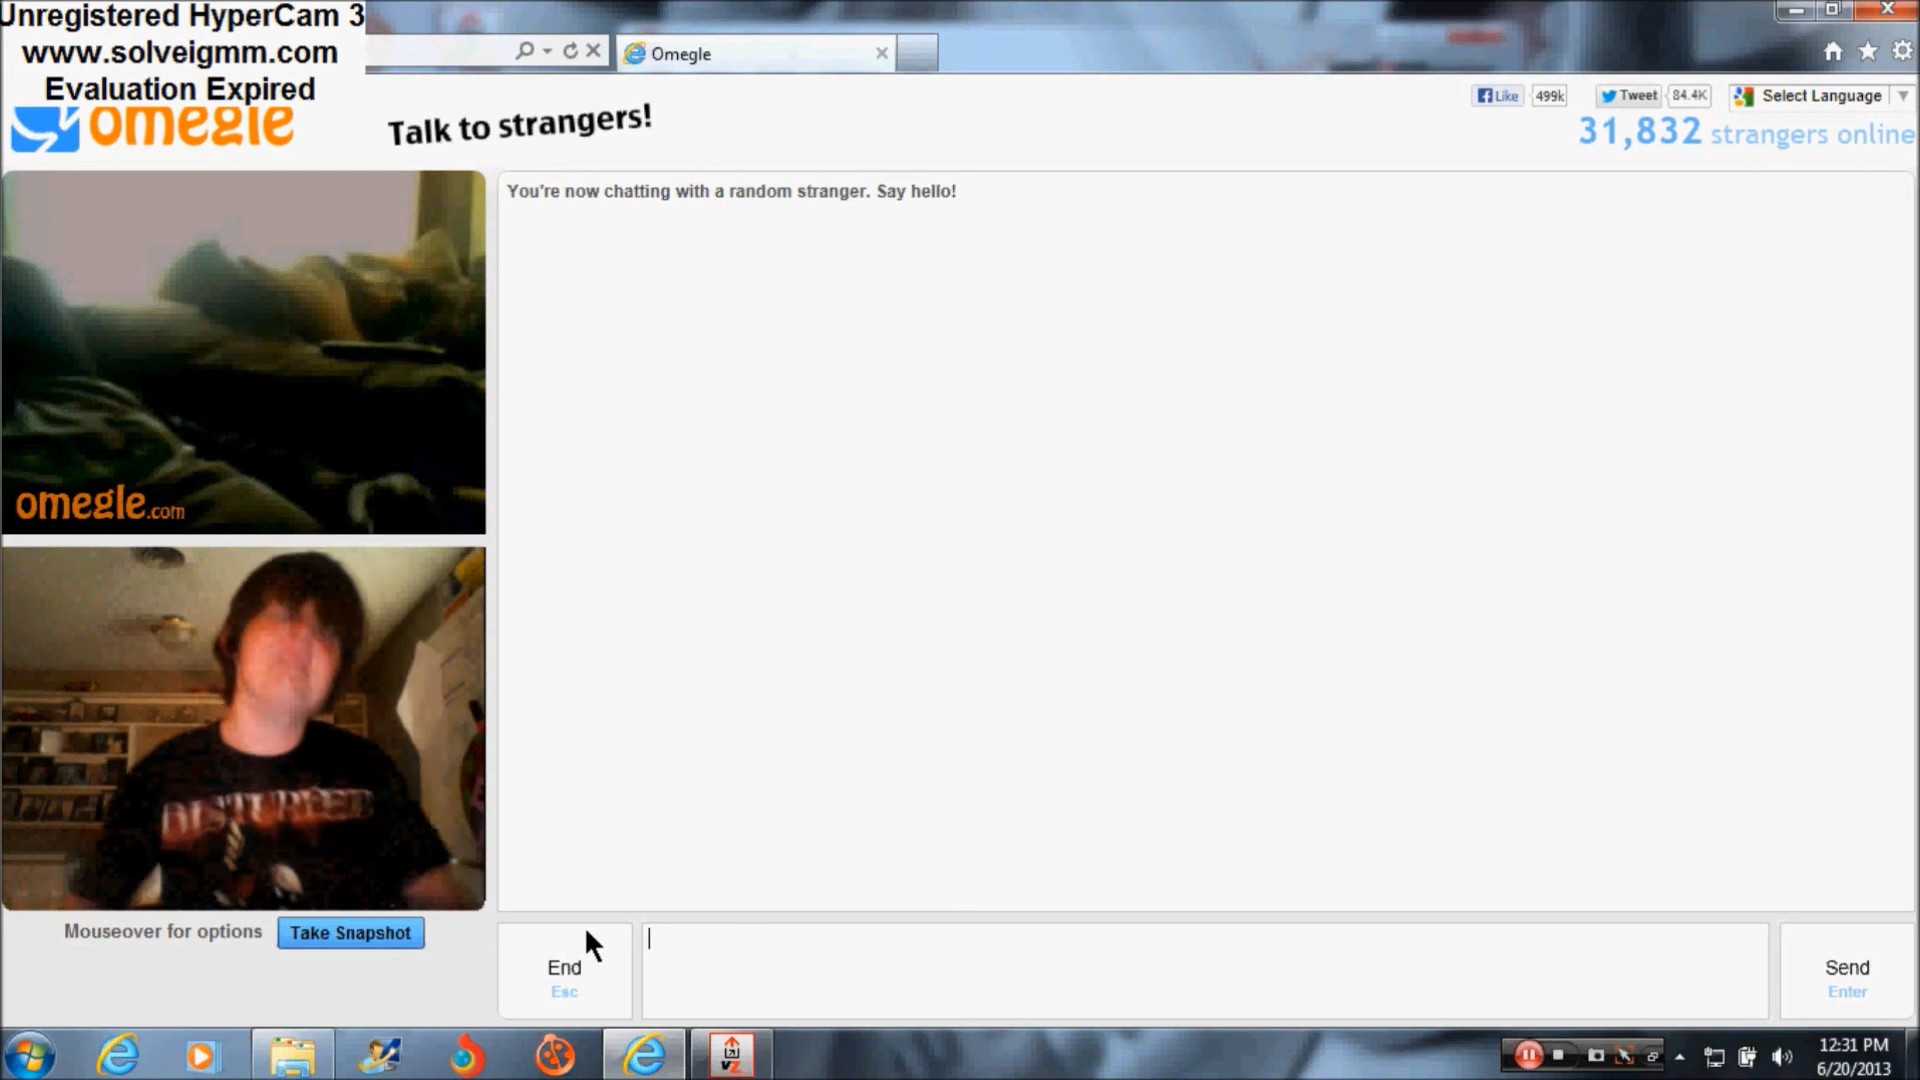 Unregistered HyperCam 3
www.solveigmm.com
Evaluation Expired
Omegle
omegle
Talk to strangers!
Like
499k
Tweet
84.4K
Select Language
31,832 strangers online
You're now chatting with a random stranger. Say hello!
omegle.com
DISTURBED
Mouseover for options
Take Snapshot
End
Esc
Send
Enter
12:31 PM
6/20/2013